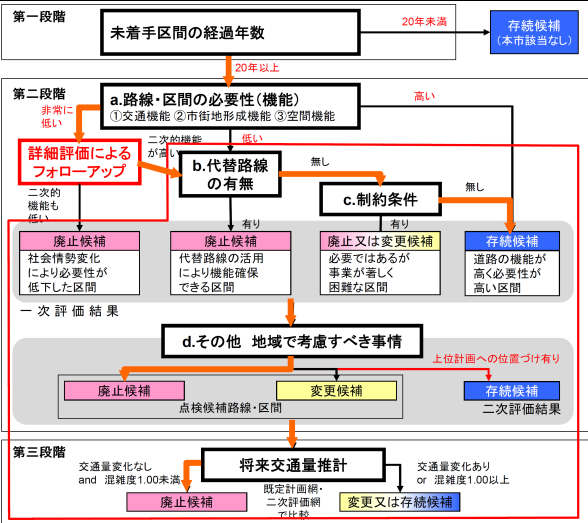 第一段階
未着手区間の経過年数
20年未満
存続候補
(本市該当なし)
20年以上
第二段階
a.路線・区間の必要性(機能)
①交通機能 ②市街地形成機能 ③空間機能
非常に
低い
高い
低い
二次的機能
が高い
詳細評価による
フォローアップ
b.代替路線
の有無
無し
c.制約条件
無し
二次的
機能も
低い
有り
有り
廃止候補
社会情勢変化
により必要性が
低下した区間
廃止候補
代替路線の活用
により機能確保
できる区間
廃止又は変更候補
必要ではあるが
事業が著しく
困難な区間
存続候補
道路の機能が
高く必要性が
高い区間
一次評価結果
d.その他 地域で考慮すべき事情
上位計画への位置づけ有り
廃止候補
変更候補
存続候補
点検候補路線・区間
二次評価結果
第三段階
将来交通量推計
交通量変化なし
and 混雑度1.00未満
交通量変化あり
or 混雑度1.00以上
廃止候補
既定計画網・
二次評価網
で比較
変更又は存続候補